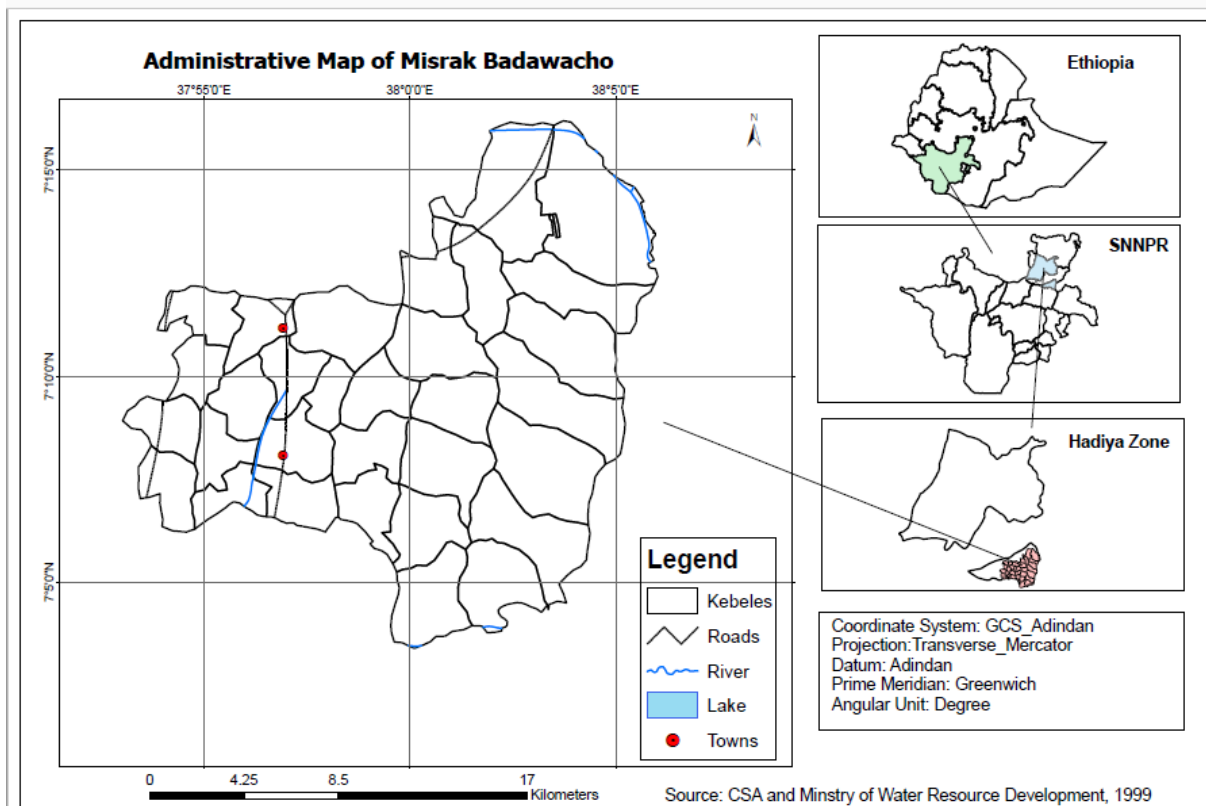 Administrative Map of Misrak Badawacho
37°55'0"E
38°0'0"E
38°5'0"E
N
7°15'0"N
7°10'0"N
7°5'0"N
Legend
Kebeles
Roads
River
Lake
Towns
0 4.25 8.5 17
Kilometers
Ethiopia
SNNPR
Hadiya Zone
Coordinate System: GCS_Adindan
Projection:Transverse_Mercator
Datum: Adindan
Prime Meridian: Greenwich
Angular Unit: Degree
Source: CSA and Minstry of Water Resource Development, 1999